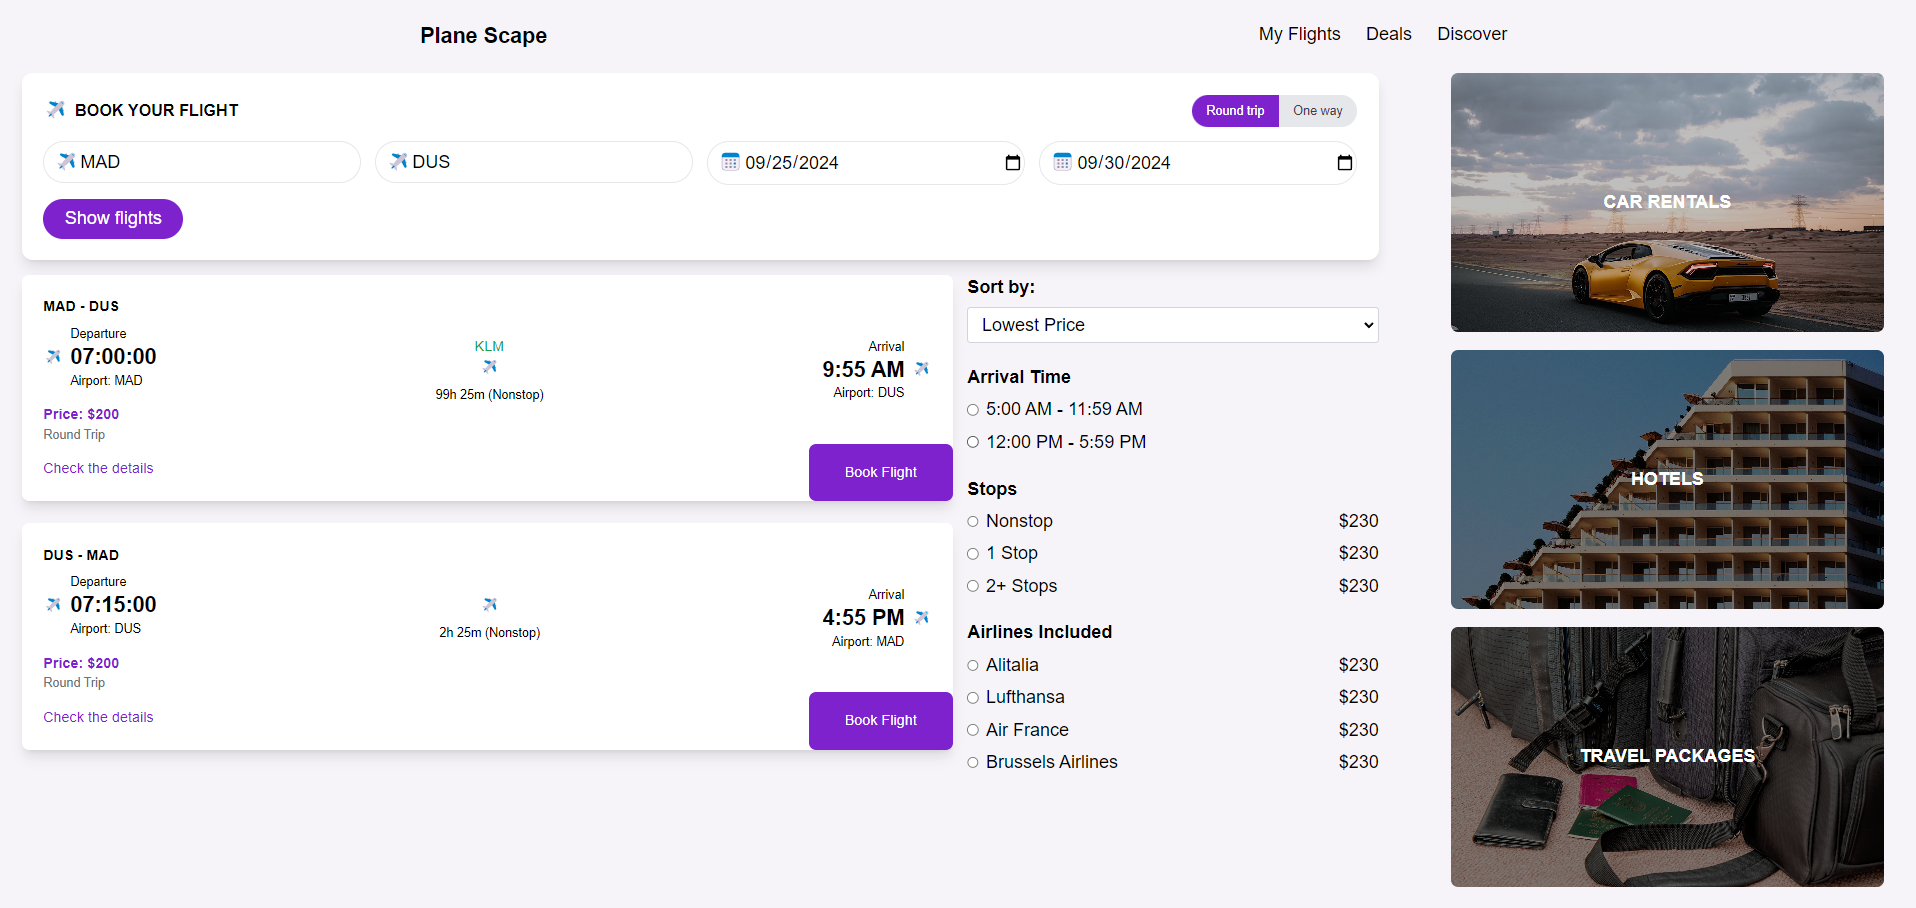 Plane Scape
My Flights Deals Discover
BOOK YOUR FLIGHT
Round trip One way
MAD DUS 09/25/2024 09/30/2024
Show flights
MAD - DUS
Departure
07:00:00
Airport: MAD
KLM
99h 25m (Nonstop)
Arrival
9:55 AM
Airport: DUS
Price: $200
Round Trip
Check the details
Book Flight
DUS - MAD
Departure
07:15:00
Airport: DUS
2h 25m (Nonstop)
Arrival
4:55 PM
Airport: MAD
Price: $200
Round Trip
Check the details
Book Flight
Sort by:
Lowest Price
Arrival Time
5:00 AM - 11:59 AM
12:00 PM - 5:59 PM
Stops
Nonstop $230
1 Stop $230
2+ Stops $230
Airlines Included
Alitalia $230
Lufthansa $230
Air France $230
Brussels Airlines $230
CAR RENTALS
HOTELS
TRAVEL PACKAGES